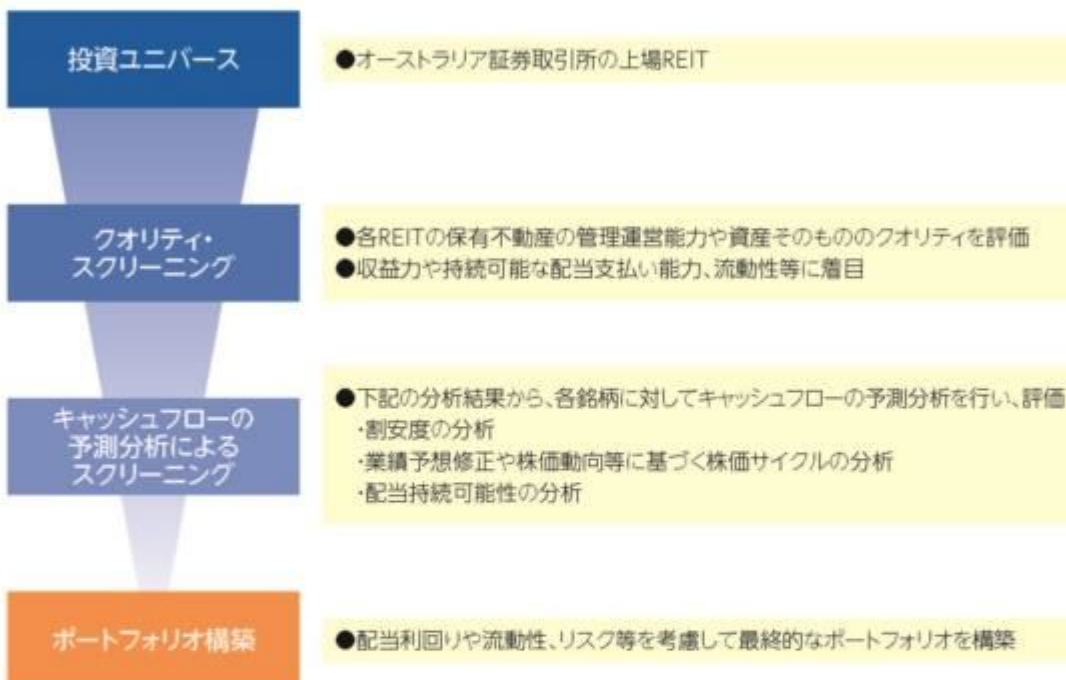 投資ユニバース
●オーストラリア証券取引所の上場REIT
クオリティ・
スクリーニング
●各REITの保有不動産の管理運営能力や資産そのもののクオリティを評価
●収益力や持続可能な配当支払い能力、流動性等に着目
キャッシュフローの
予測分析による
スクリーニング
●下記の分析結果から、各銘柄に対してキャッシュフローの予測分析を行い、評価
・割安度の分析
・業績予想修正や株価動向等に基づく株価サイクルの分析
・配当持続可能性の分析
ポートフォリオ構築
●配当利回りや流動性、リスク等を考慮して最終的なポートフォリオを構築